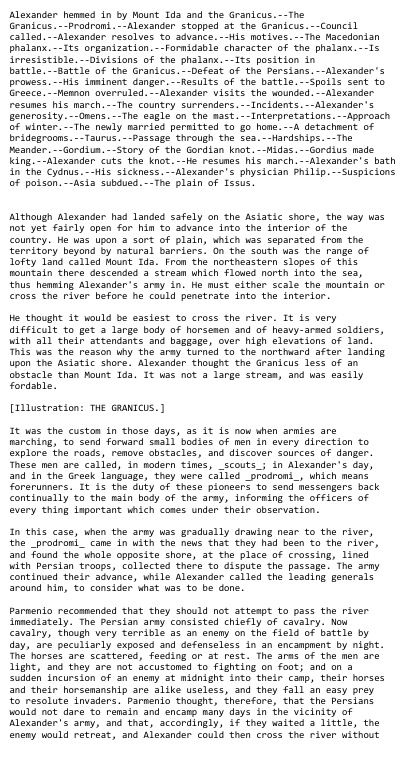 Alexander hemmed in by Mount Ida and the Granicus.--The
Granicus.--Prodromi.--Alexander stopped at the Granicus.--Council
called.--Alexander resolves to advance.--His motives.--The Macedonian
phalanx.--Its organization.--Formidable character of the phalanx.--Is
irresistible.--Divisions of the phalanx.--Its position in
battle.--Battle of the Granicus.--Defeat of the Persians.--Alexander's
prowess.--His imminent danger.--Results of the battle.--Spoils sent to
Greece.--Memnon overruled.--Alexander visits the wounded.--Alexander
resumes his march.--The country surrenders.--Incidents.--Alexander's
generosity.--Omens.--The eagle on the mast.--Interpretations.--Approach
of winter.--The newly married permitted to go home.--A detachment of
bridegrooms.--Taurus.--Passage through the sea.--Hardships.--The
Meander.--Gordium.--Story of the Gordian knot.--Midas.--Gordius made
king.--Alexander cuts the knot.--He resumes his march.--Alexander's bath
in the Cydnus.--His sickness.--Alexander's physician Philip.--Suspicions
of poison.--Asia subdued.--The plain of Issus.
Although Alexander had landed safely on the Asiatic shore, the way was
not yet fairly open for him to advance into the interior of the
country. He was upon a sort of plain, which was separated from the
territory beyond by natural barriers. On the south was the range of
lofty land called Mount Ida. From the northeastern slopes of this
mountain there descended a stream which flowed north into the sea,
thus hemming Alexander's army in. He must either scale the mountain or
cross the river before he could penetrate into the interior.
He thought it would be easiest to cross the river. It is very
difficult to get a large body of horsemen and of heavy-armed soldiers,
with all their attendants and baggage, over high elevations of land.
This was the reason why the army turned to the northward after landing
upon the Asiatic shore. Alexander thought the Granicus less of an
obstacle than Mount Ida. It was not a large stream, and was easily
fordable.
[Illustration: THE GRANICUS.]
It was the custom in those days, as it is now when armies are
marching, to send forward small bodies of men in every direction to
explore the roads, remove obstacles, and discover sources of danger.
These men are called, in modern times, _scouts_; in Alexander's day,
and in the Greek language, they were called _prodromi_, which means
forerunners. It is the duty of these pioneers to send messengers back
continually to the main body of the army, informing the officers of
every thing important which comes under their observation.
In this case, when the army was gradually drawing near to the river,
the _prodromi_ came in with the news that they had been to the river,
and found the whole opposite shore, at the place of crossing, lined
with Persian troops, collected there to dispute the passage. The army
continued their advance, while Alexander called the leading generals
around him, to consider what was to be done.
Parmenio recommended that they should not attempt to pass the river
immediately. The Persian army consisted chiefly of cavalry. Now
cavalry, though very terrible as an enemy on the field of battle by
day, are peculiarly exposed and defenseless in an encampment by night.
The horses are scattered, feeding or at rest. The arms of the men are
light, and they are not accustomed to fighting on foot; and on a
sudden incursion of an enemy at midnight into their camp, their horses
and their horsemanship are alike useless, and they fall an easy prey
to resolute invaders. Parmenio thought, therefore, that the Persians
would not dare to remain and encamp many days in the vicinity of
Alexander's army, and that, accordingly, if they waited a little, the
enemy would retreat, and Alexander could then cross the river without